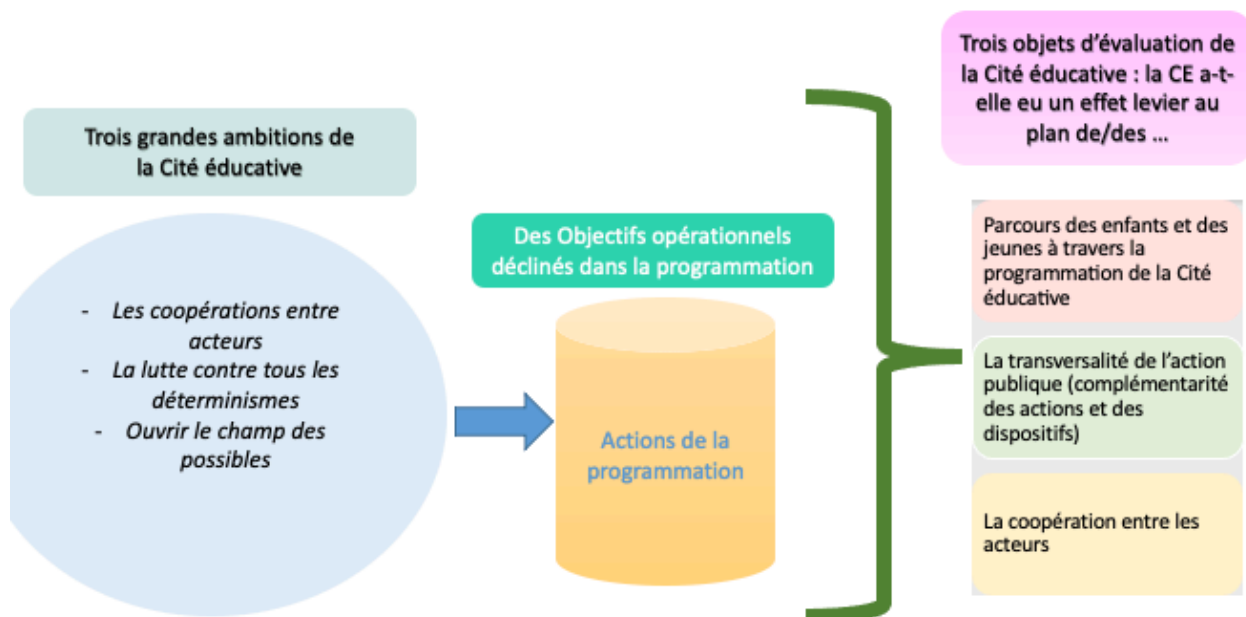 Trois grandes ambitions de
la Cité éducative
- Les coopérations entre
acteurs
- La lutte contre tous les
déterminismes
- Ouvrir le champ des
possibles
Des Objectifs opérationnels
déclinés dans la programmation
Actions de la
programmation
Trois objets d’évaluation de
la Cité éducative : la CE a-t-
elle eu un effet levier au
plan de/des ...
Parcours des enfants et des
jeunes à travers la
programmation de la Cité
éducative
La transversalité de l’action
publique (complémentarité
des actions et des
dispositifs)
La coopération entre les
acteurs